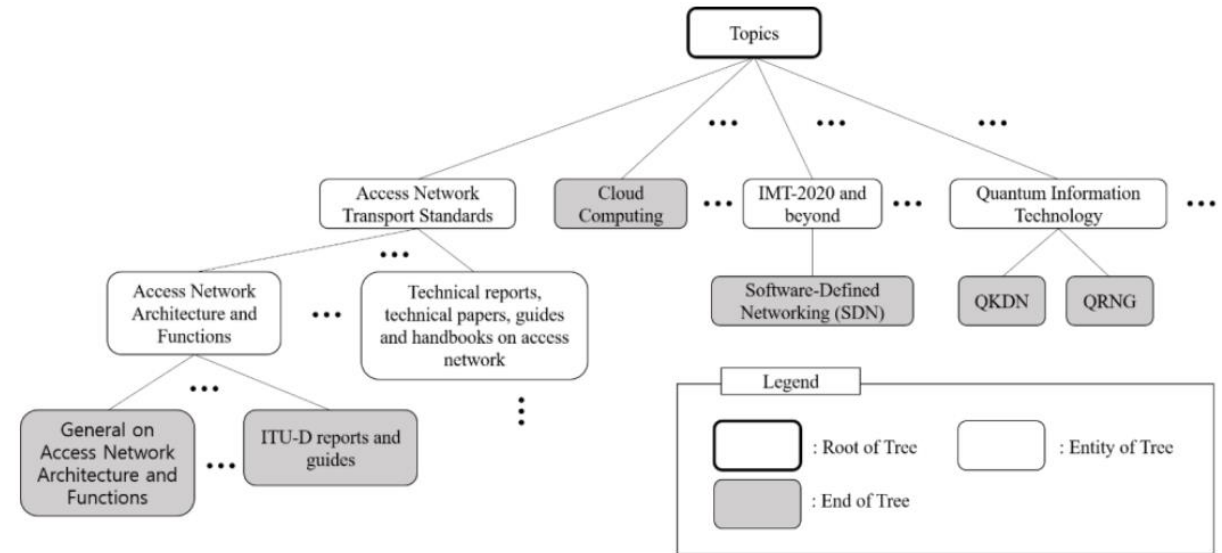 Topics
Access Network
Transport Standards
Cloud
Computing
IMT-2020 and
beyond
Quantum Information
Technology
Access Network
Architecture and
Functions
Technical reports,
technical papers, guides
and handbooks on access
network
Software-Defined
Networking (SDN)
QKDN
QRNG
General on
Access Network
Architecture and
Functions
ITU-D reports and
guides
Legend
: Root of Tree
: Entity of Tree
: End of Tree